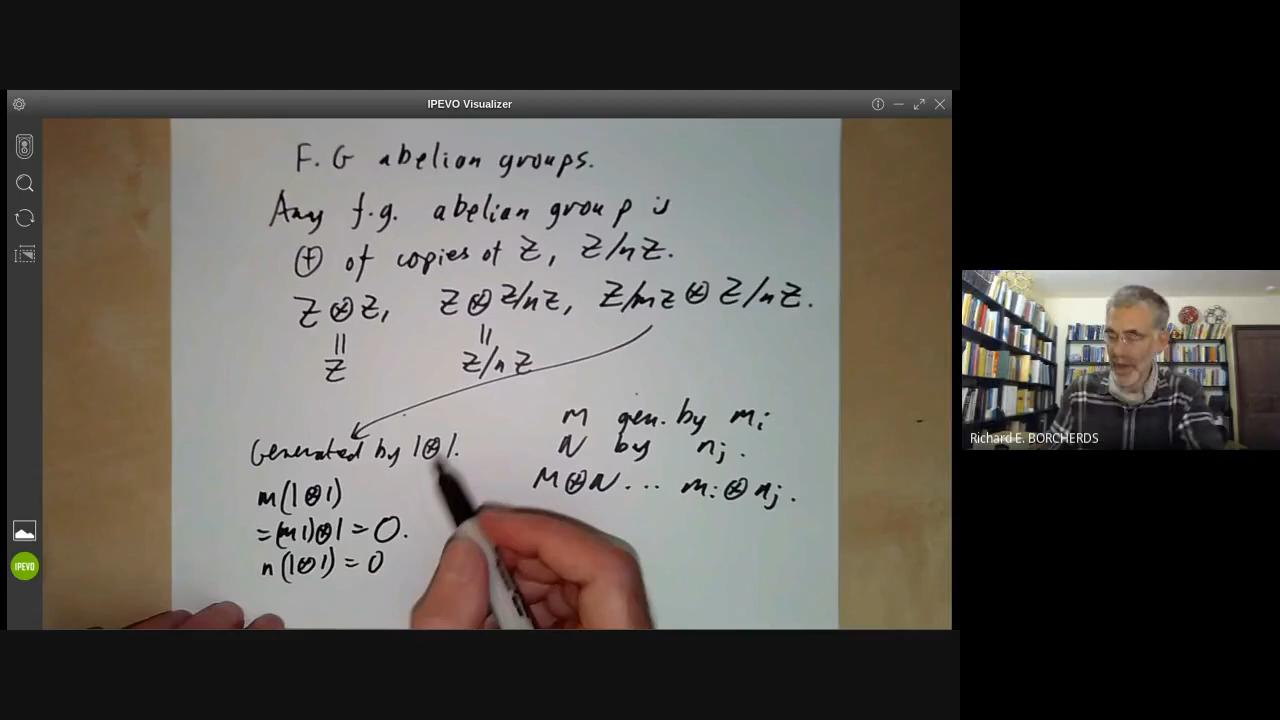 IPEVO Visualizer
F.G abelian groups.
Any f.g. abelian group is
⊕ of copies of Z, Z/nZ.
Z⊗Z, Z⊗Z/nZ, Z/mZ⊗Z/nZ.
= =
Z Z/nZ
M gen. by mᵢ
Generated by 1⊗1. N by nⱼ.
m(1⊗1) M⊗N... mᵢ⊗nⱼ.
=(m1)⊗1=0.
n(1⊗1)=0
Richard E. BORCHERDS
IPEVO